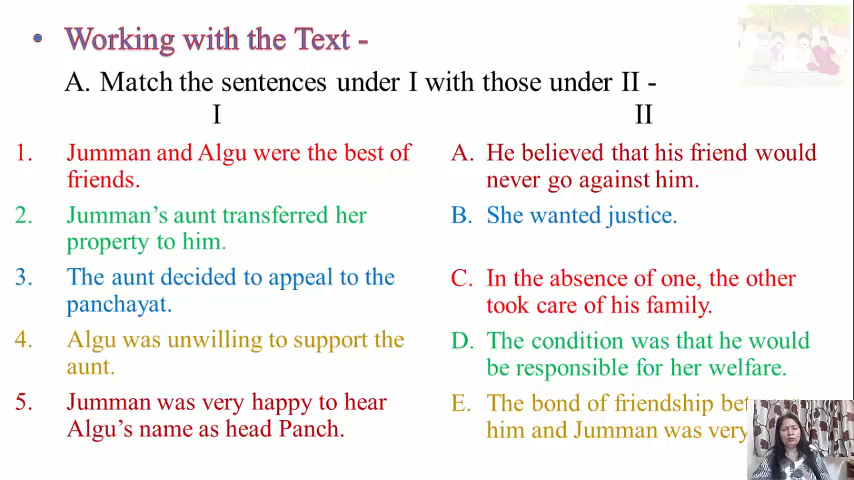 • Working with the Text -
A. Match the sentences under I with those under II -
I II
1. Jumman and Algu were the best of
friends.
2. Jumman's aunt transferred her
property to him.
3. The aunt decided to appeal to the
panchayat.
4. Algu was unwilling to support the
aunt.
5. Jumman was very happy to hear
Algu's name as head Panch.
A. He believed that his friend would
never go against him.
B. She wanted justice.
C. In the absence of one, the other
took care of his family.
D. The condition was that he would
be responsible for her welfare.
E. The bond of friendship
him and Jumman was very